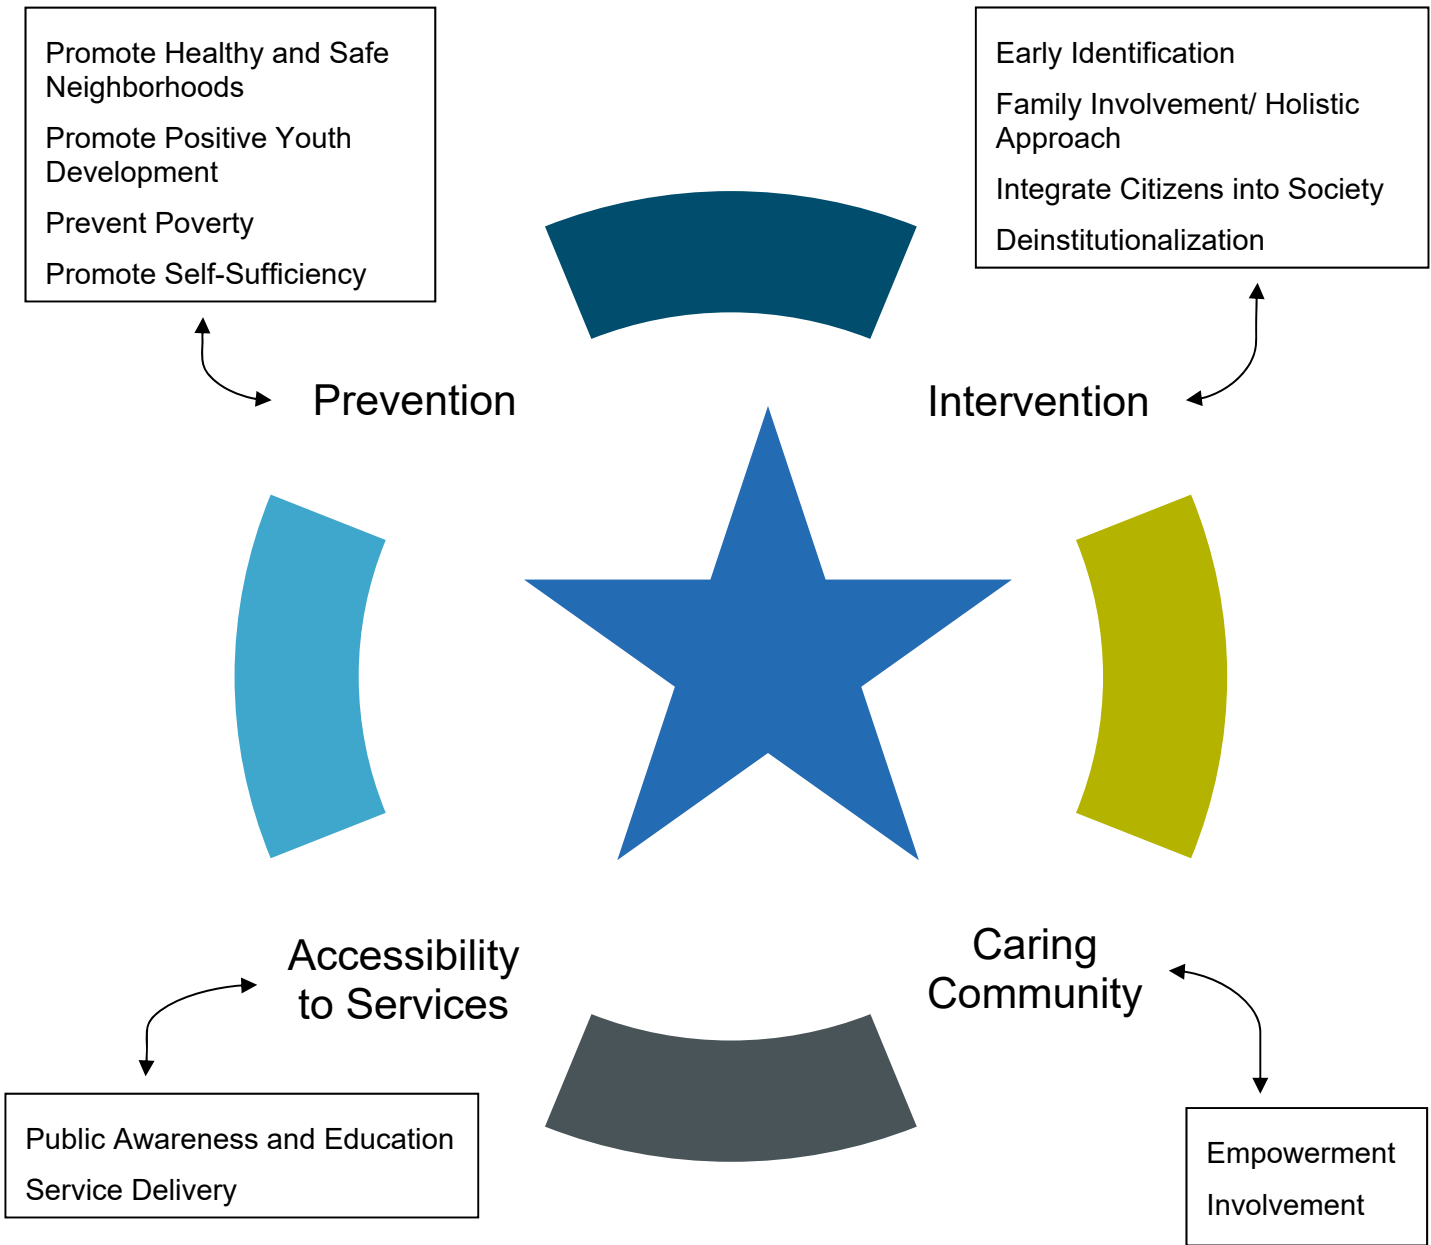 Promote Healthy and Safe
Neighborhoods
Promote Positive Youth
Development
Prevent Poverty
Promote Self-Sufficiency
Early Identification
Family Involvement/ Holistic
Approach
Integrate Citizens into Society
Deinstitutionalization
Prevention
Intervention
Accessibility
to Services
Caring
Community
Public Awareness and Education
Service Delivery
Empowerment
Involvement